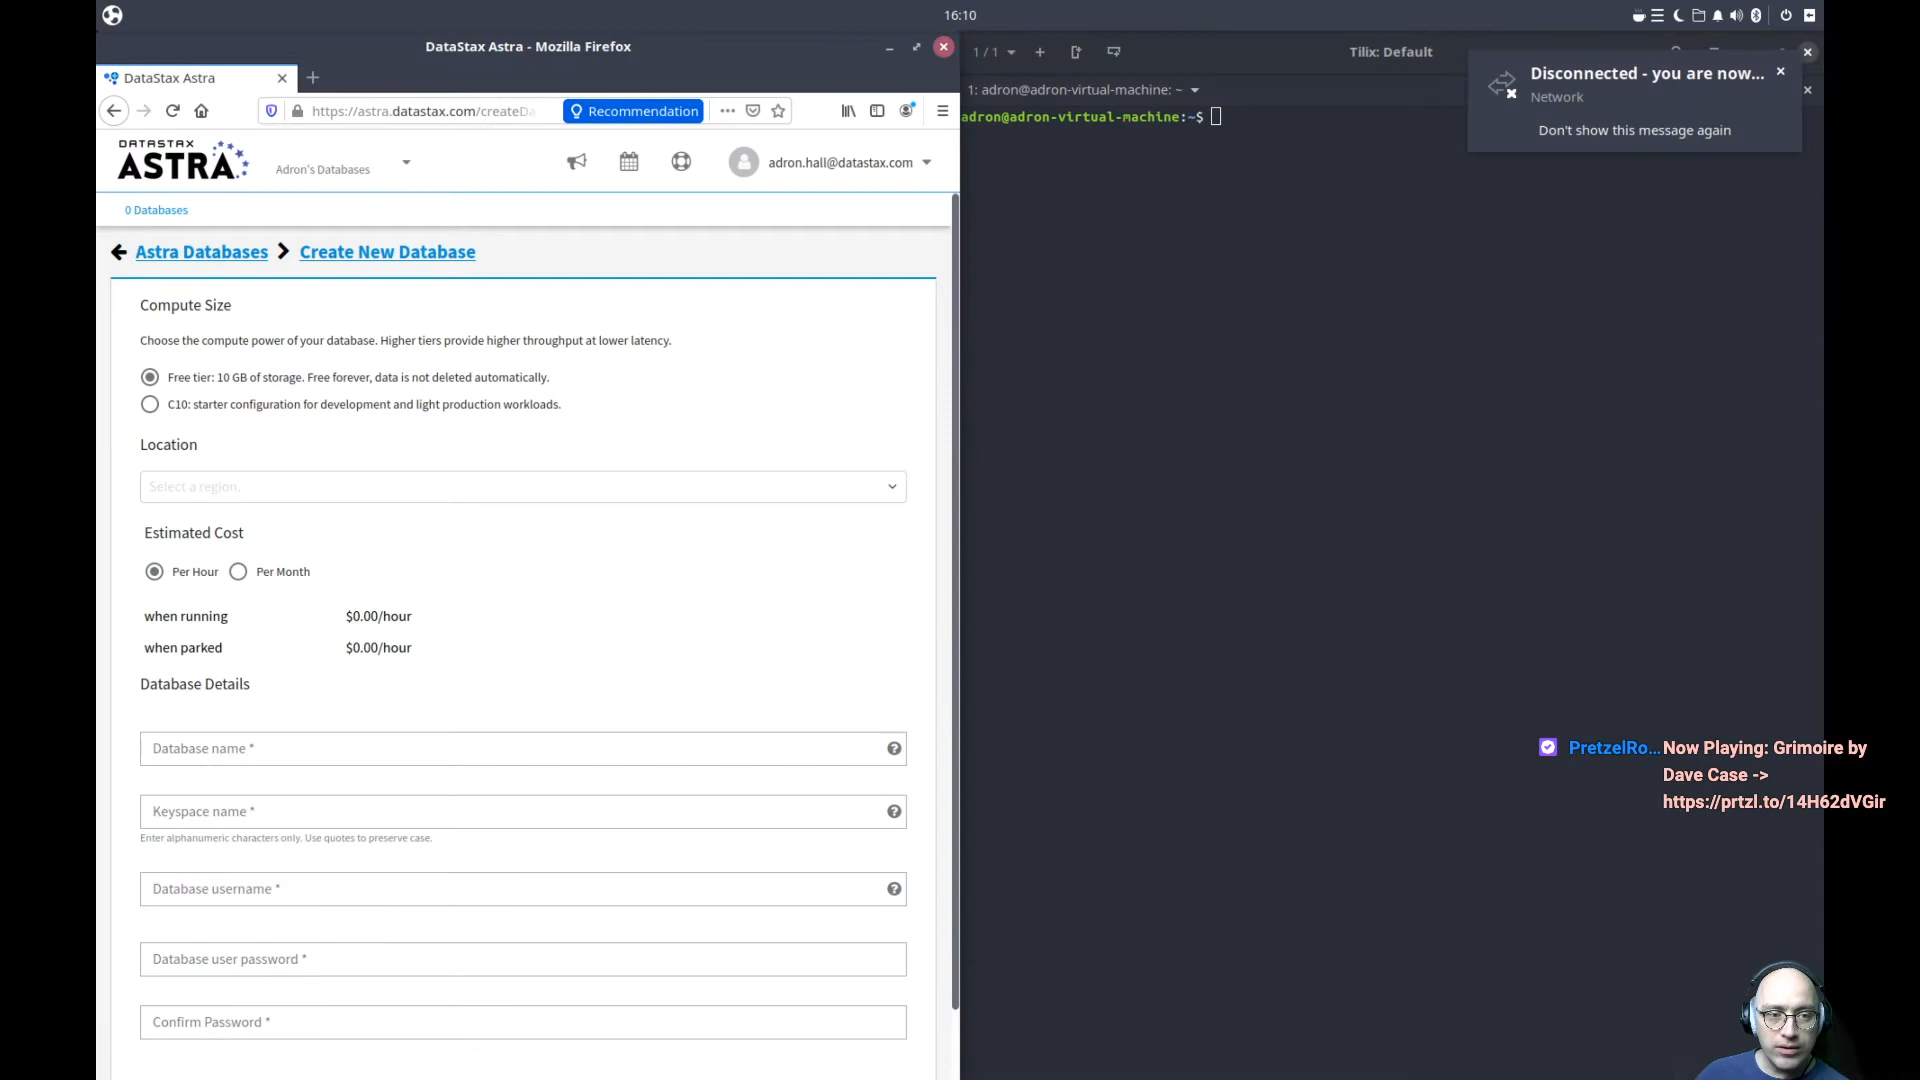 16:10
DataStax Astra - Mozilla Firefox
DataStax Astra
https://astra.datastax.com/createDa
Recommendation
DATASTAX
ASTRA
Adron's Databases
adron.hall@datastax.com
0 Databases
Astra Databases
Create New Database
Compute Size
Choose the compute power of your database. Higher tiers provide higher throughput at lower latency.
Free tier: 10 GB of storage. Free forever, data is not deleted automatically.
C10: starter configuration for development and light production workloads.
Location
Select a region.
Estimated Cost
Per Hour
Per Month
when running $0.00/hour
when parked $0.00/hour
Database Details
Database name *
Keyspace name *
Enter alphanumeric characters only. Use quotes to preserve case.
Database username *
Database user password *
Confirm Password *
1 / 1
Tilix: Default
1: adron@adron-virtual-machine: ~
adron@adron-virtual-machine:~$
Disconnected - you are now...
Network
Don't show this message again
PretzelRo... Now Playing: Grimoire by
Dave Case ->
https://prtzl.to/14H62dVGir